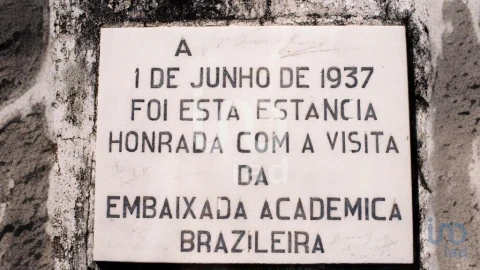 A
1 DE JUNHO DE 1937
FOI ESTA ESTANCIA
HONRADA COM A VISITA
DA
EMBAIXADA ACADEMICA
BRAZILEIRA